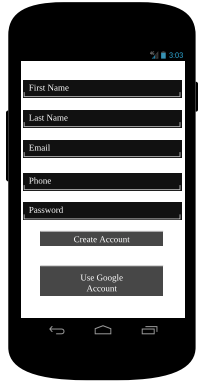 3:03
First Name
Last Name
Email
Phone
Password
Create Account
Use Google
Account